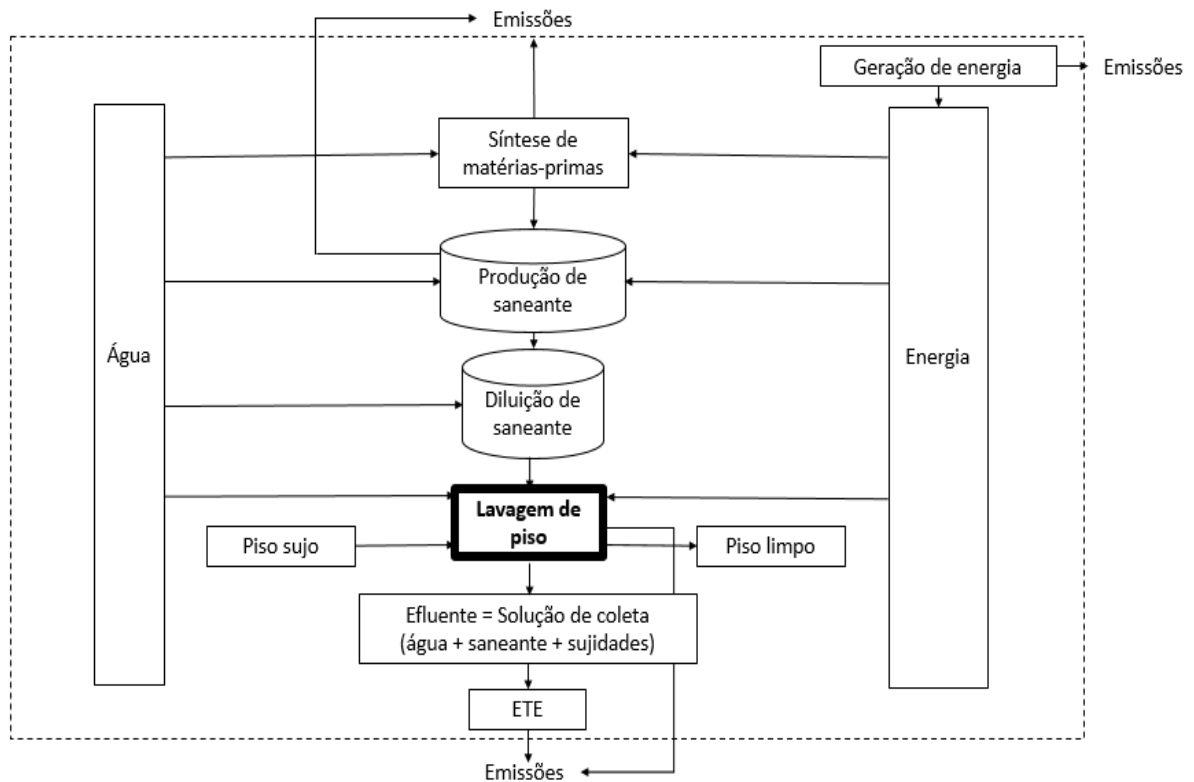 Emissões
Geração de energia
Emissões
Síntese de
matérias-primas
Produção de
saneante
Água
Energia
Diluição de
saneante
Lavagem de
piso
Piso sujo
Piso limpo
Efluente = Solução de coleta
(água + saneante + sujidades)
ETE
Emissões